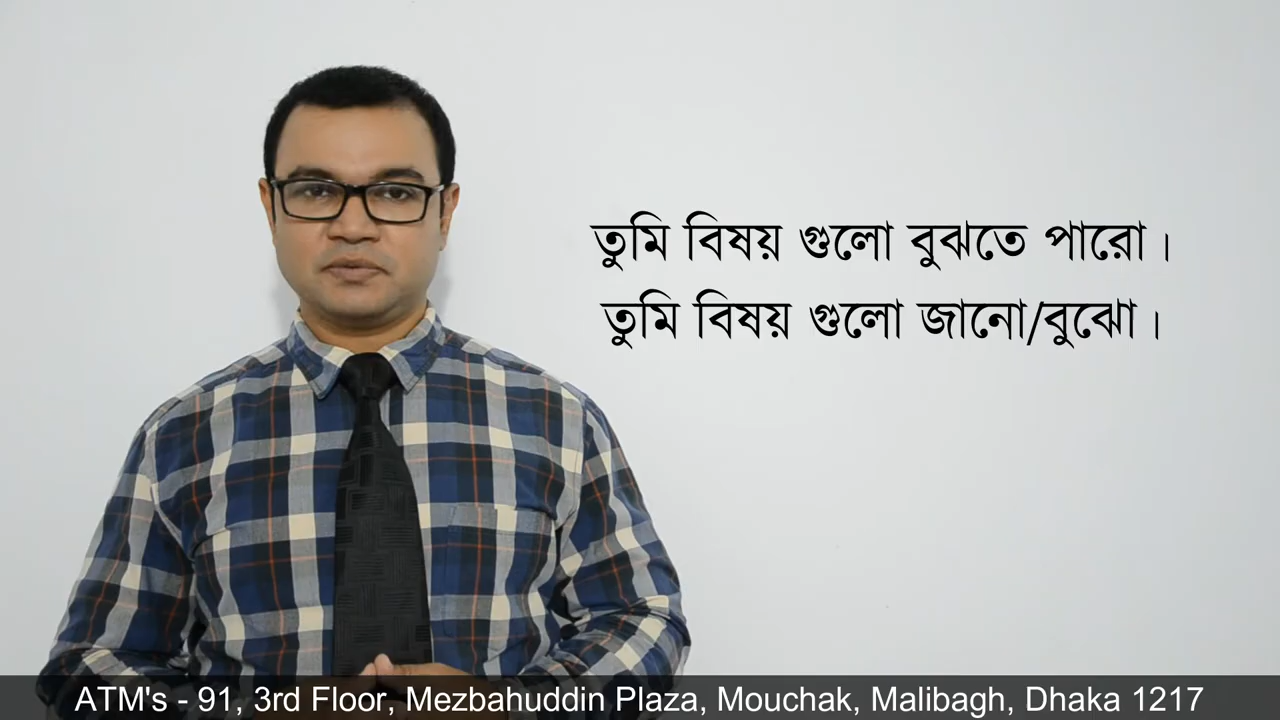 তুমি বিষয় গুলো বুঝতে পারো।
তুমি বিষয় গুলো জানো/বুঝো।
ATM's - 91, 3rd Floor, Mezbahuddin Plaza, Mouchak, Malibagh, Dhaka 1217